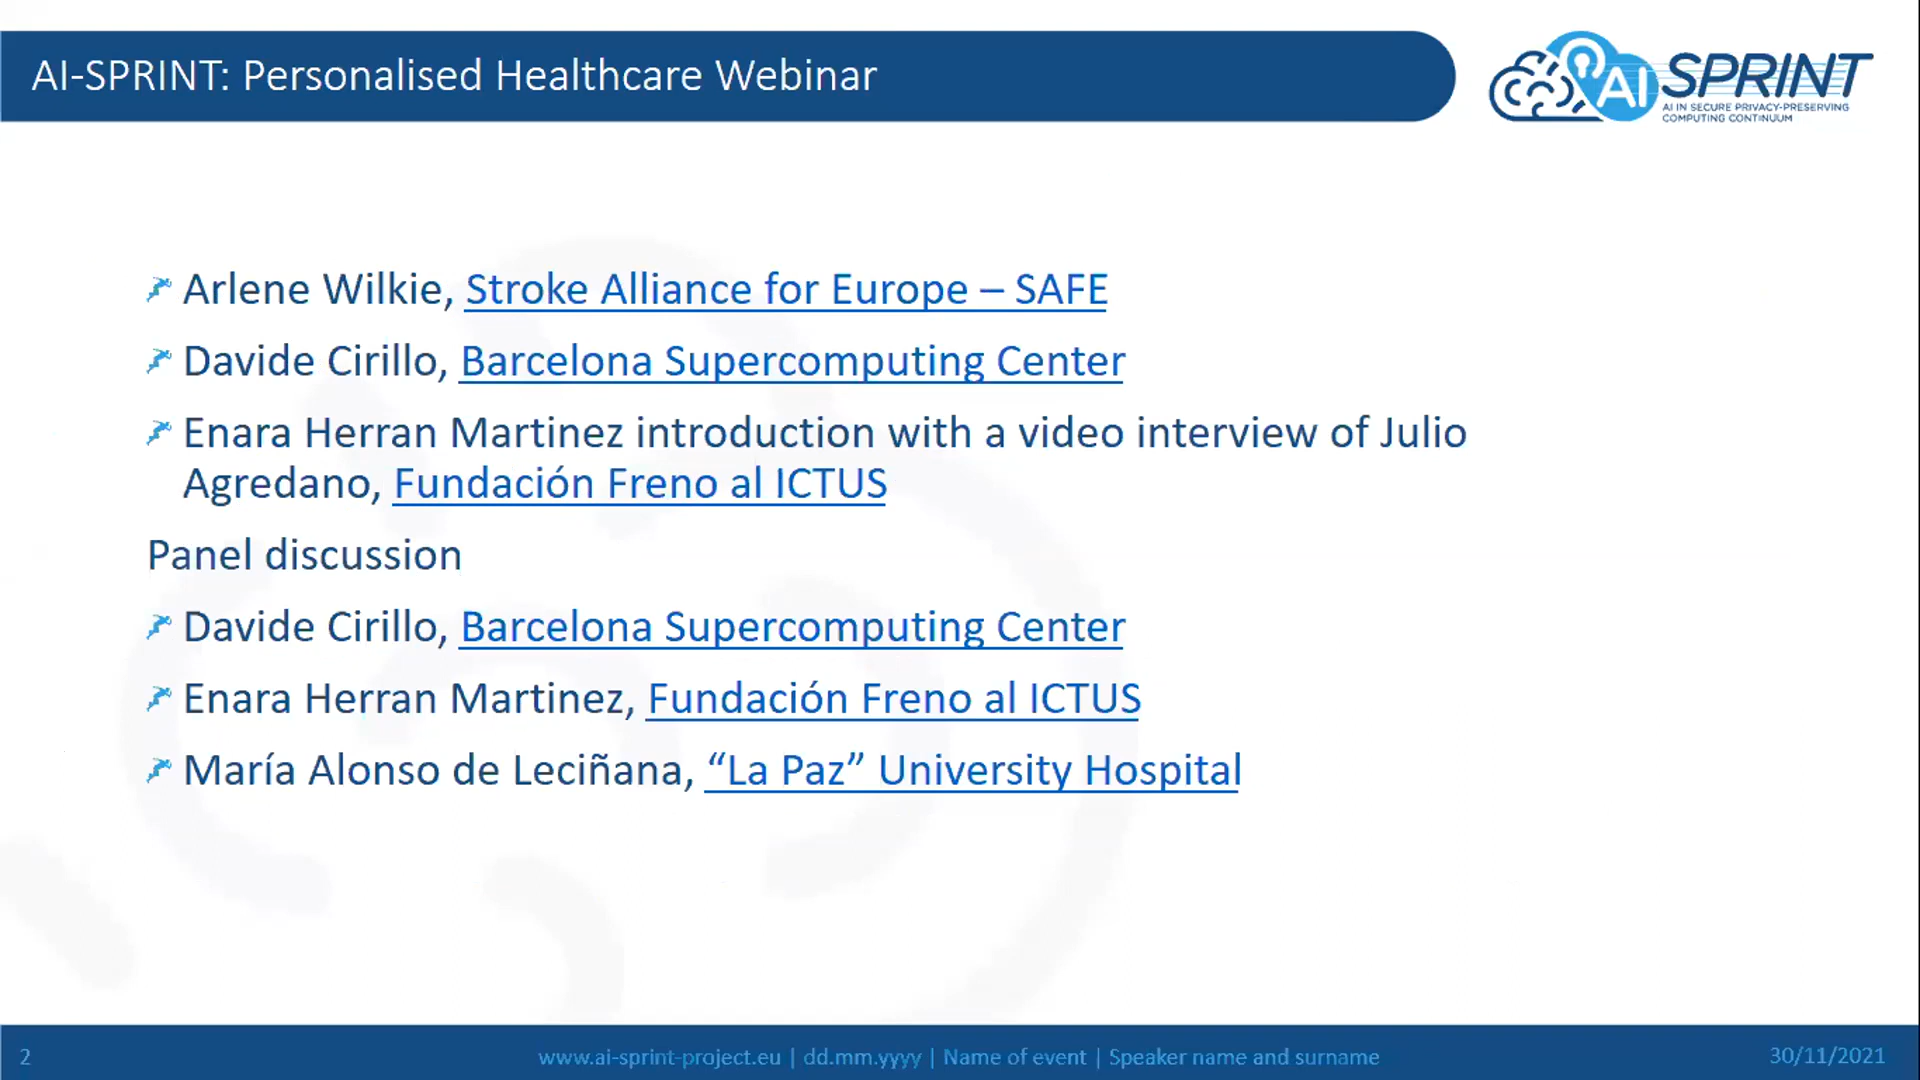 AI-SPRINT: Personalised Healthcare Webinar
AI SPRINT
AI IN SECURE PRIVACY-PRESERVING
COMPUTING CONTINUUM
Arlene Wilkie, Stroke Alliance for Europe – SAFE
Davide Cirillo, Barcelona Supercomputing Center
Enara Herran Martinez introduction with a video interview of Julio
Agredano, Fundación Freno al ICTUS
Panel discussion
Davide Cirillo, Barcelona Supercomputing Center
Enara Herran Martinez, Fundación Freno al ICTUS
María Alonso de Leciñana, “La Paz” University Hospital
2
www.ai-sprint-project.eu | dd.mm.yyyy | Name of event | Speaker name and surname
30/11/2021